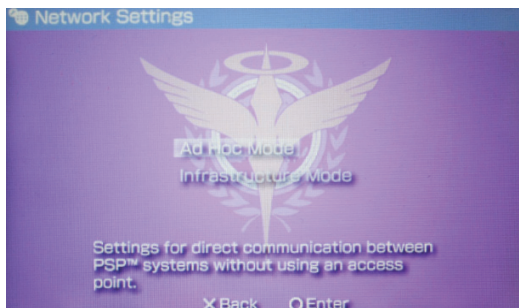 Network Settings
Ad Hoc Mode
Infrastructure Mode
Settings for direct communication between
PSP™ systems without using an access
point.
X Back O Enter